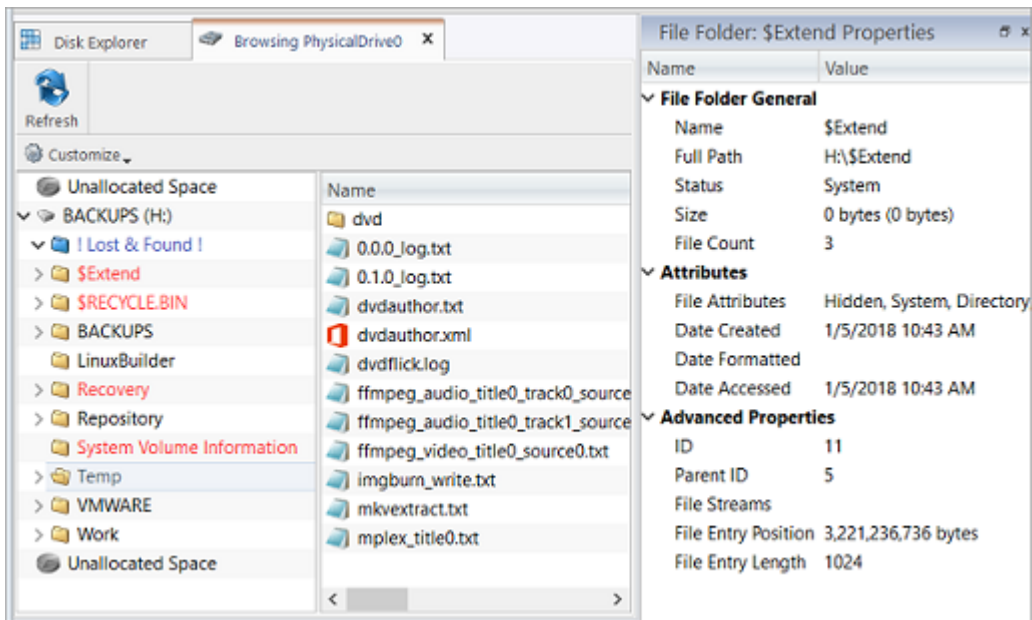 Disk Explorer
Browsing PhysicalDrive0 X
Refresh
Customize
Unallocated Space
BACKUPS (H:)
! Lost & Found !
$Extend
$RECYCLE.BIN
BACKUPS
LinuxBuilder
Recovery
Repository
System Volume Information
Temp
VMWARE
Work
Unallocated Space
Name
dvd
0.0.0_log.txt
0.1.0_log.txt
dvdauthor.txt
dvdauthor.xml
dvdflick.log
ffmpeg_audio_title0_track0_source
ffmpeg_audio_title0_track1_source
ffmpeg_video_title0_source0.txt
imgburn_write.txt
mkvextract.txt
mplex_title0.txt
File Folder: $Extend Properties
Name Value
File Folder General
Name $Extend
Full Path H:\$Extend
Status System
Size 0 bytes (0 bytes)
File Count 3
Attributes
File Attributes Hidden, System, Directory,
Date Created 1/5/2018 10:43 AM
Date Formatted
Date Accessed 1/5/2018 10:43 AM
Advanced Properties
ID 11
Parent ID 5
File Streams
File Entry Position 3,221,236,736 bytes
File Entry Length 1024